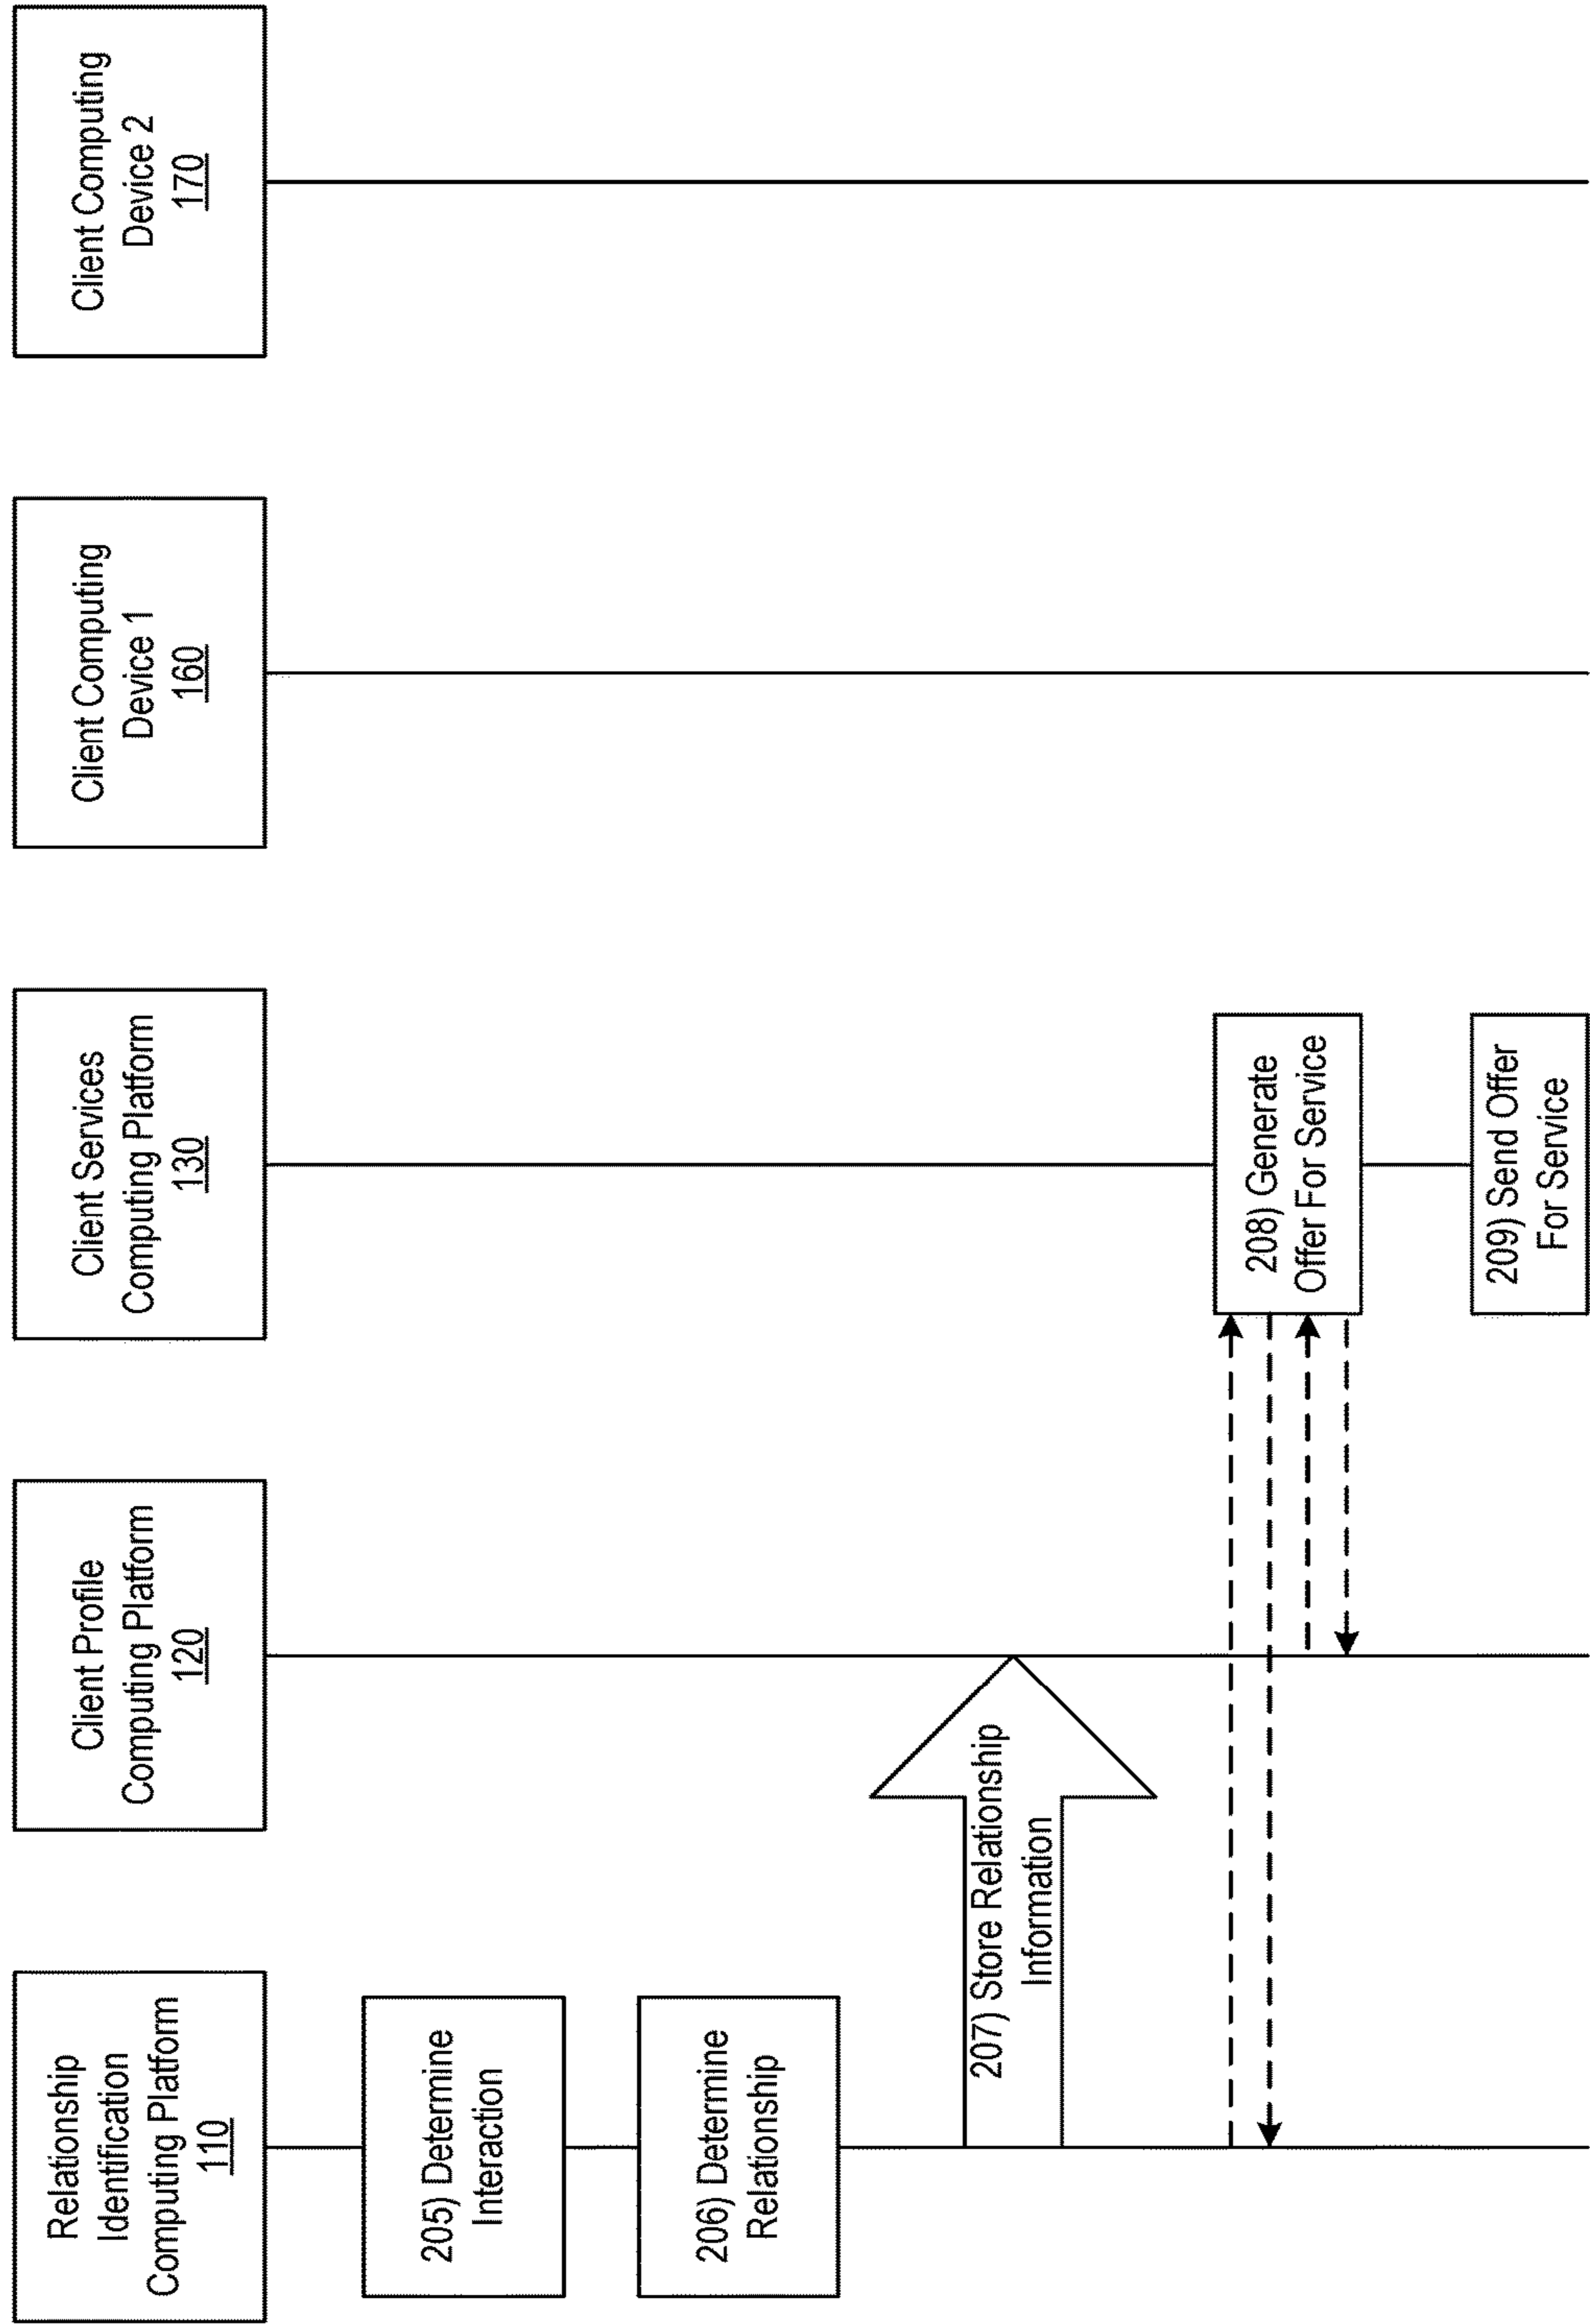 Relationship
Identification
Computing Platform
110
Client Profile
Computing Platform
120
Client Services
Computing Platform
130
Client Computing
Device 1
160
Client Computing
Device 2
170
205) Determine
Interaction
206) Determine
Relationship
207) Store Relationship
Information
208) Generate
Offer For Service
209) Send Offer
For Service